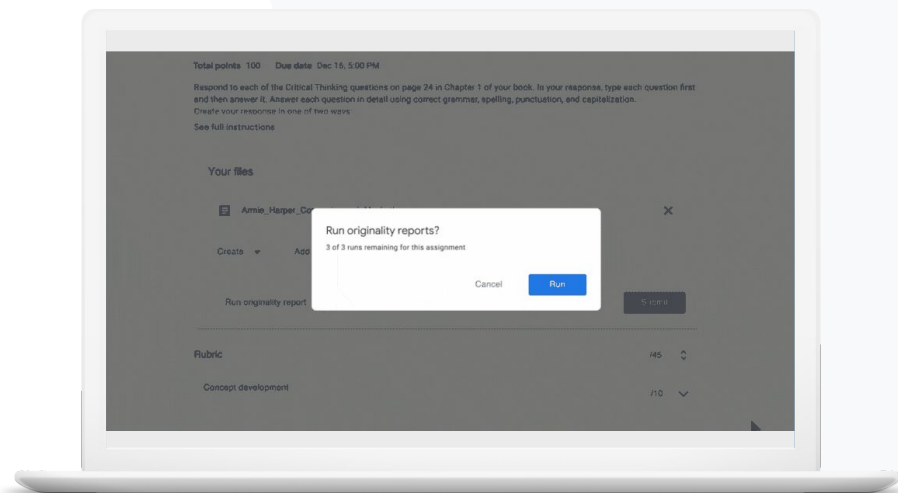 Total points 100 Due date Dec 16, 5:00 PM
Respond to each of the Critical Thinking questions on page 24 in Chapter 1 of your book. In your response, type each question first
and then answer it. Answer each question in detail using correct grammar, spelling, punctuation, and capitalization.
Create your response in one of two ways
See full instructions
Your files
Armie_Harper_
Run originality reports?
3 of 3 runs remaining for this assignment
Create Add
Cancel Run
Run originality report Submit
Rubric /45
Concept development /10